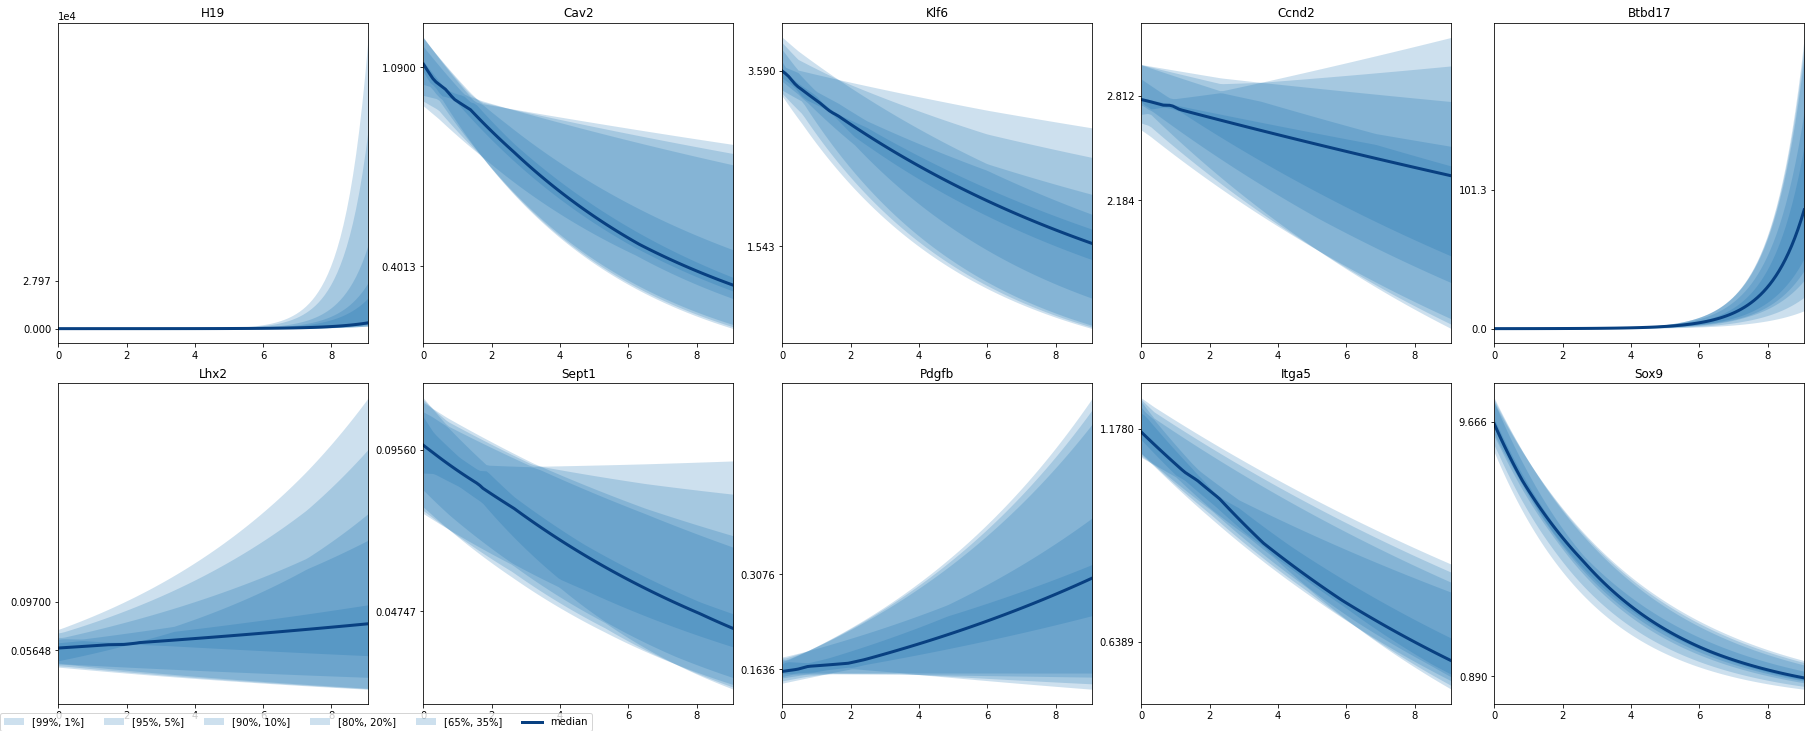 H19
1e4
2.797
0.000
0 2 4 6 8
Cav2
1.0900
0.4013
0 2 4 6 8
Klf6
3.590
1.543
0 2 4 6 8
Ccnd2
2.812
2.184
0 2 4 6 8
Btbd17
101.3
0.0
0 2 4 6 8
Lhx2
0.09700
0.05648
0 2 4 6 8
Sept1
0.09560
0.04747
0 2 4 6 8
Pdgfb
0.3076
0.1636
0 2 4 6 8
Itga5
1.1780
0.6389
0 2 4 6 8
Sox9
9.666
0.890
0 2 4 6 8
[99%, 1%] [95%, 5%] [90%, 10%] [80%, 20%] [65%, 35%] median